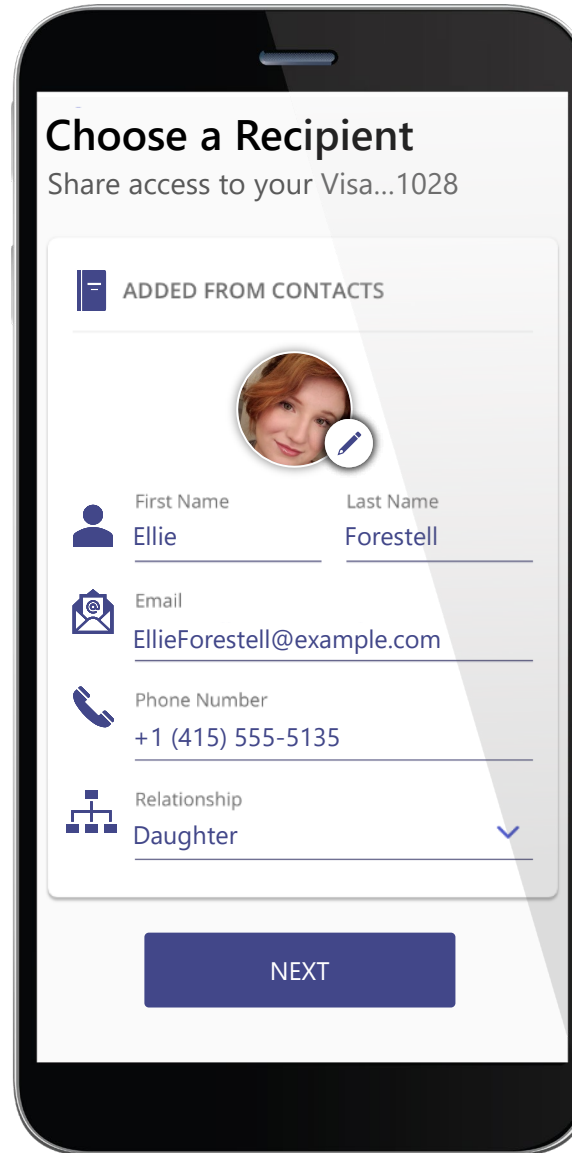 Choose a Recipient
Share access to your Visa...1028
ADDED FROM CONTACTS
First Name Last Name
Ellie Forestell
Email
EllieForestell@example.com
Phone Number
+1 (415) 555-5135
Relationship
Daughter
NEXT